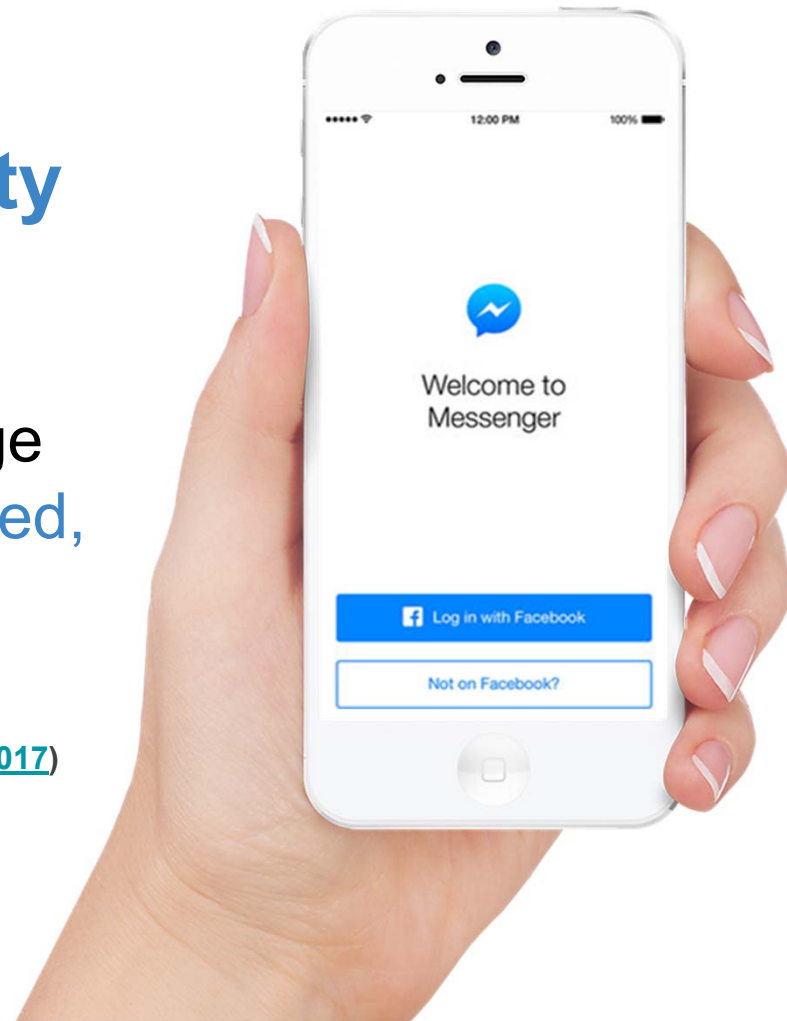 ty
ge
ed,
017)
12:00 PM
100%
Welcome to
Messenger
f Log in with Facebook
Not on Facebook?